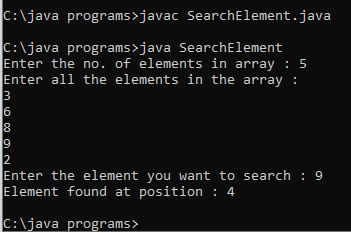 C:\java programs>javac SearchElement.java
C:\java programs>java SearchElement
Enter the no. of elements in array : 5
Enter all the elements in the array :
3
6
8
9
2
Enter the element you want to search : 9
Element found at position : 4
C:\java programs>